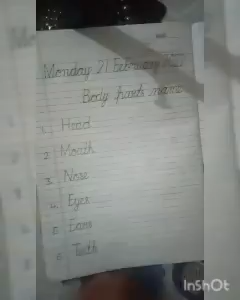 Monday 21 February
Body parts name
1. Head
2. Mouth
3. Nose
4. Eyes
5. Ears
6. Teeth
InShOt